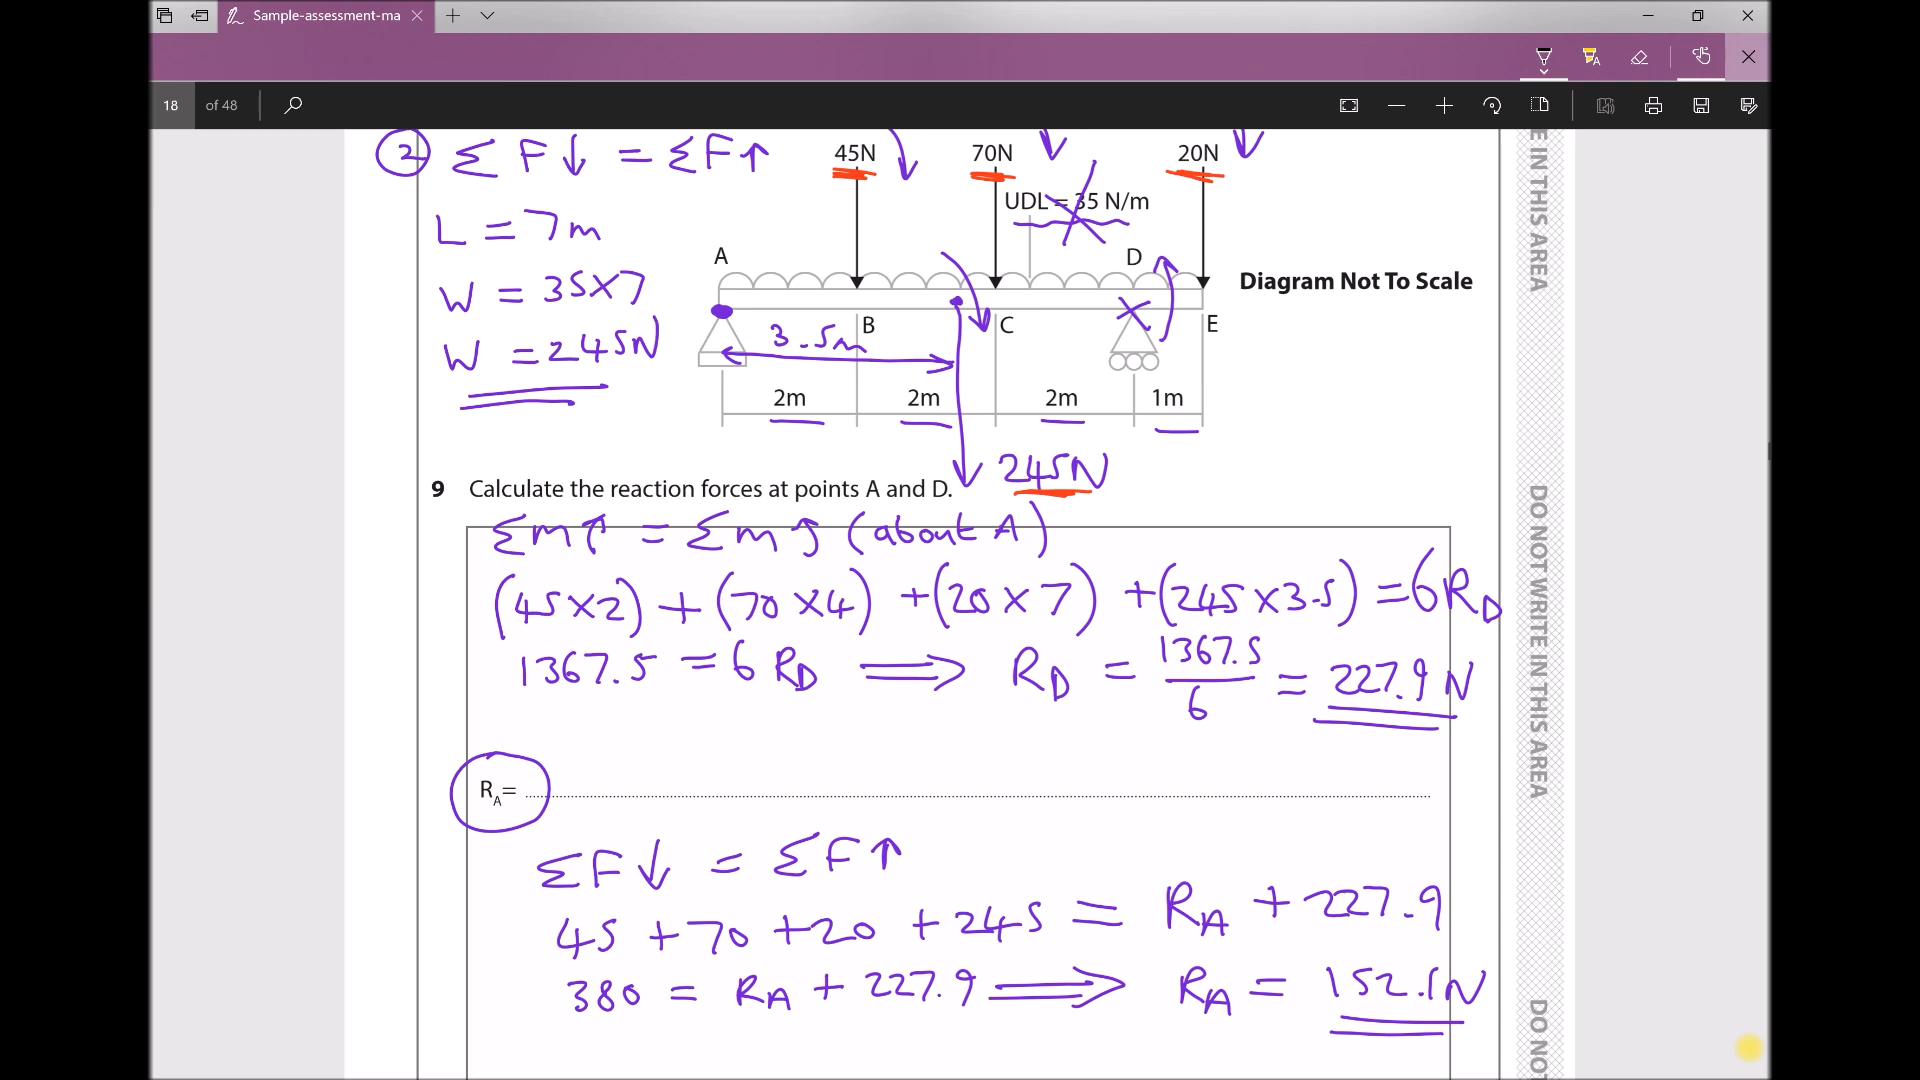 Sample-assessment-ma
18 of 48
② ΣF↓ = ΣF↑
45N 70N 20N
UDL = 35 N/m
L = 7m
A D
W = 35×7
Diagram Not To Scale
B C E
3.5m
W = 245N
2m 2m 2m 1m
245N
9 Calculate the reaction forces at points A and D.
Σm↱ = Σm↰ (about A)
(45×2) + (70×4) + (20×7) + (245×3.5) = 6R_D
1367.5 = 6R_D ⟹ R_D = 1367.5/6 = 227.9N
R_A=
ΣF↓ = ΣF↑
45 + 70 + 20 + 245 = R_A + 227.9
380 = R_A + 227.9 ⟹ R_A = 152.1N
E IN THIS AREA
DO NOT WRITE IN THIS AREA
DO NOT